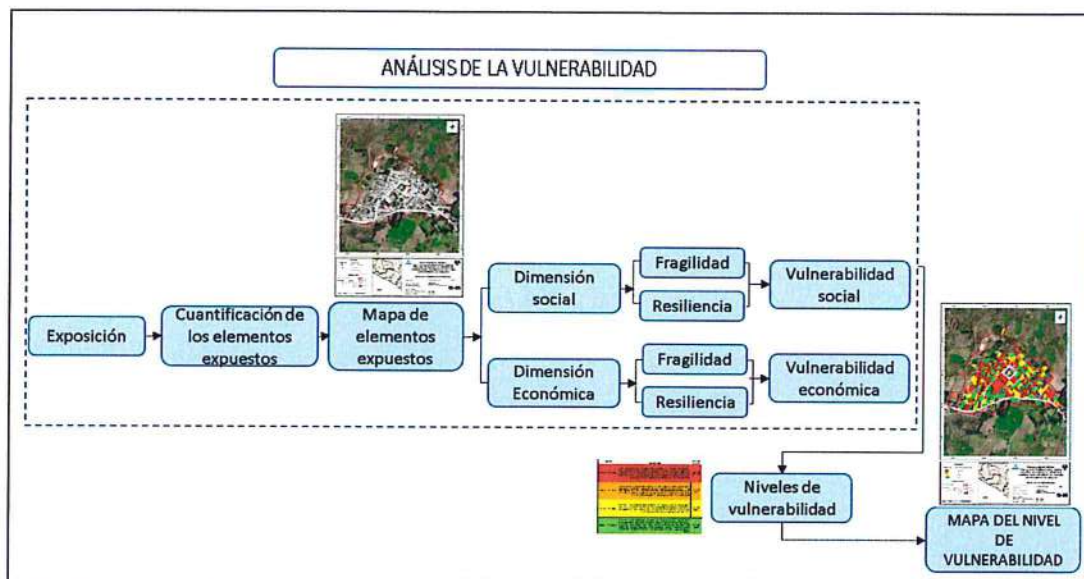 ANÁLISIS DE LA VULNERABILIDAD
Exposición
Cuantificación de
los elementos
expuestos
Mapa de
elementos
expuestos
Dimensión
social
Fragilidad
Resiliencia
Vulnerabilidad
social
Dimensión
Económica
Fragilidad
Resiliencia
Vulnerabilidad
económica
Niveles de
vulnerabilidad
MAPA DEL NIVEL
DE
VULNERABILIDAD